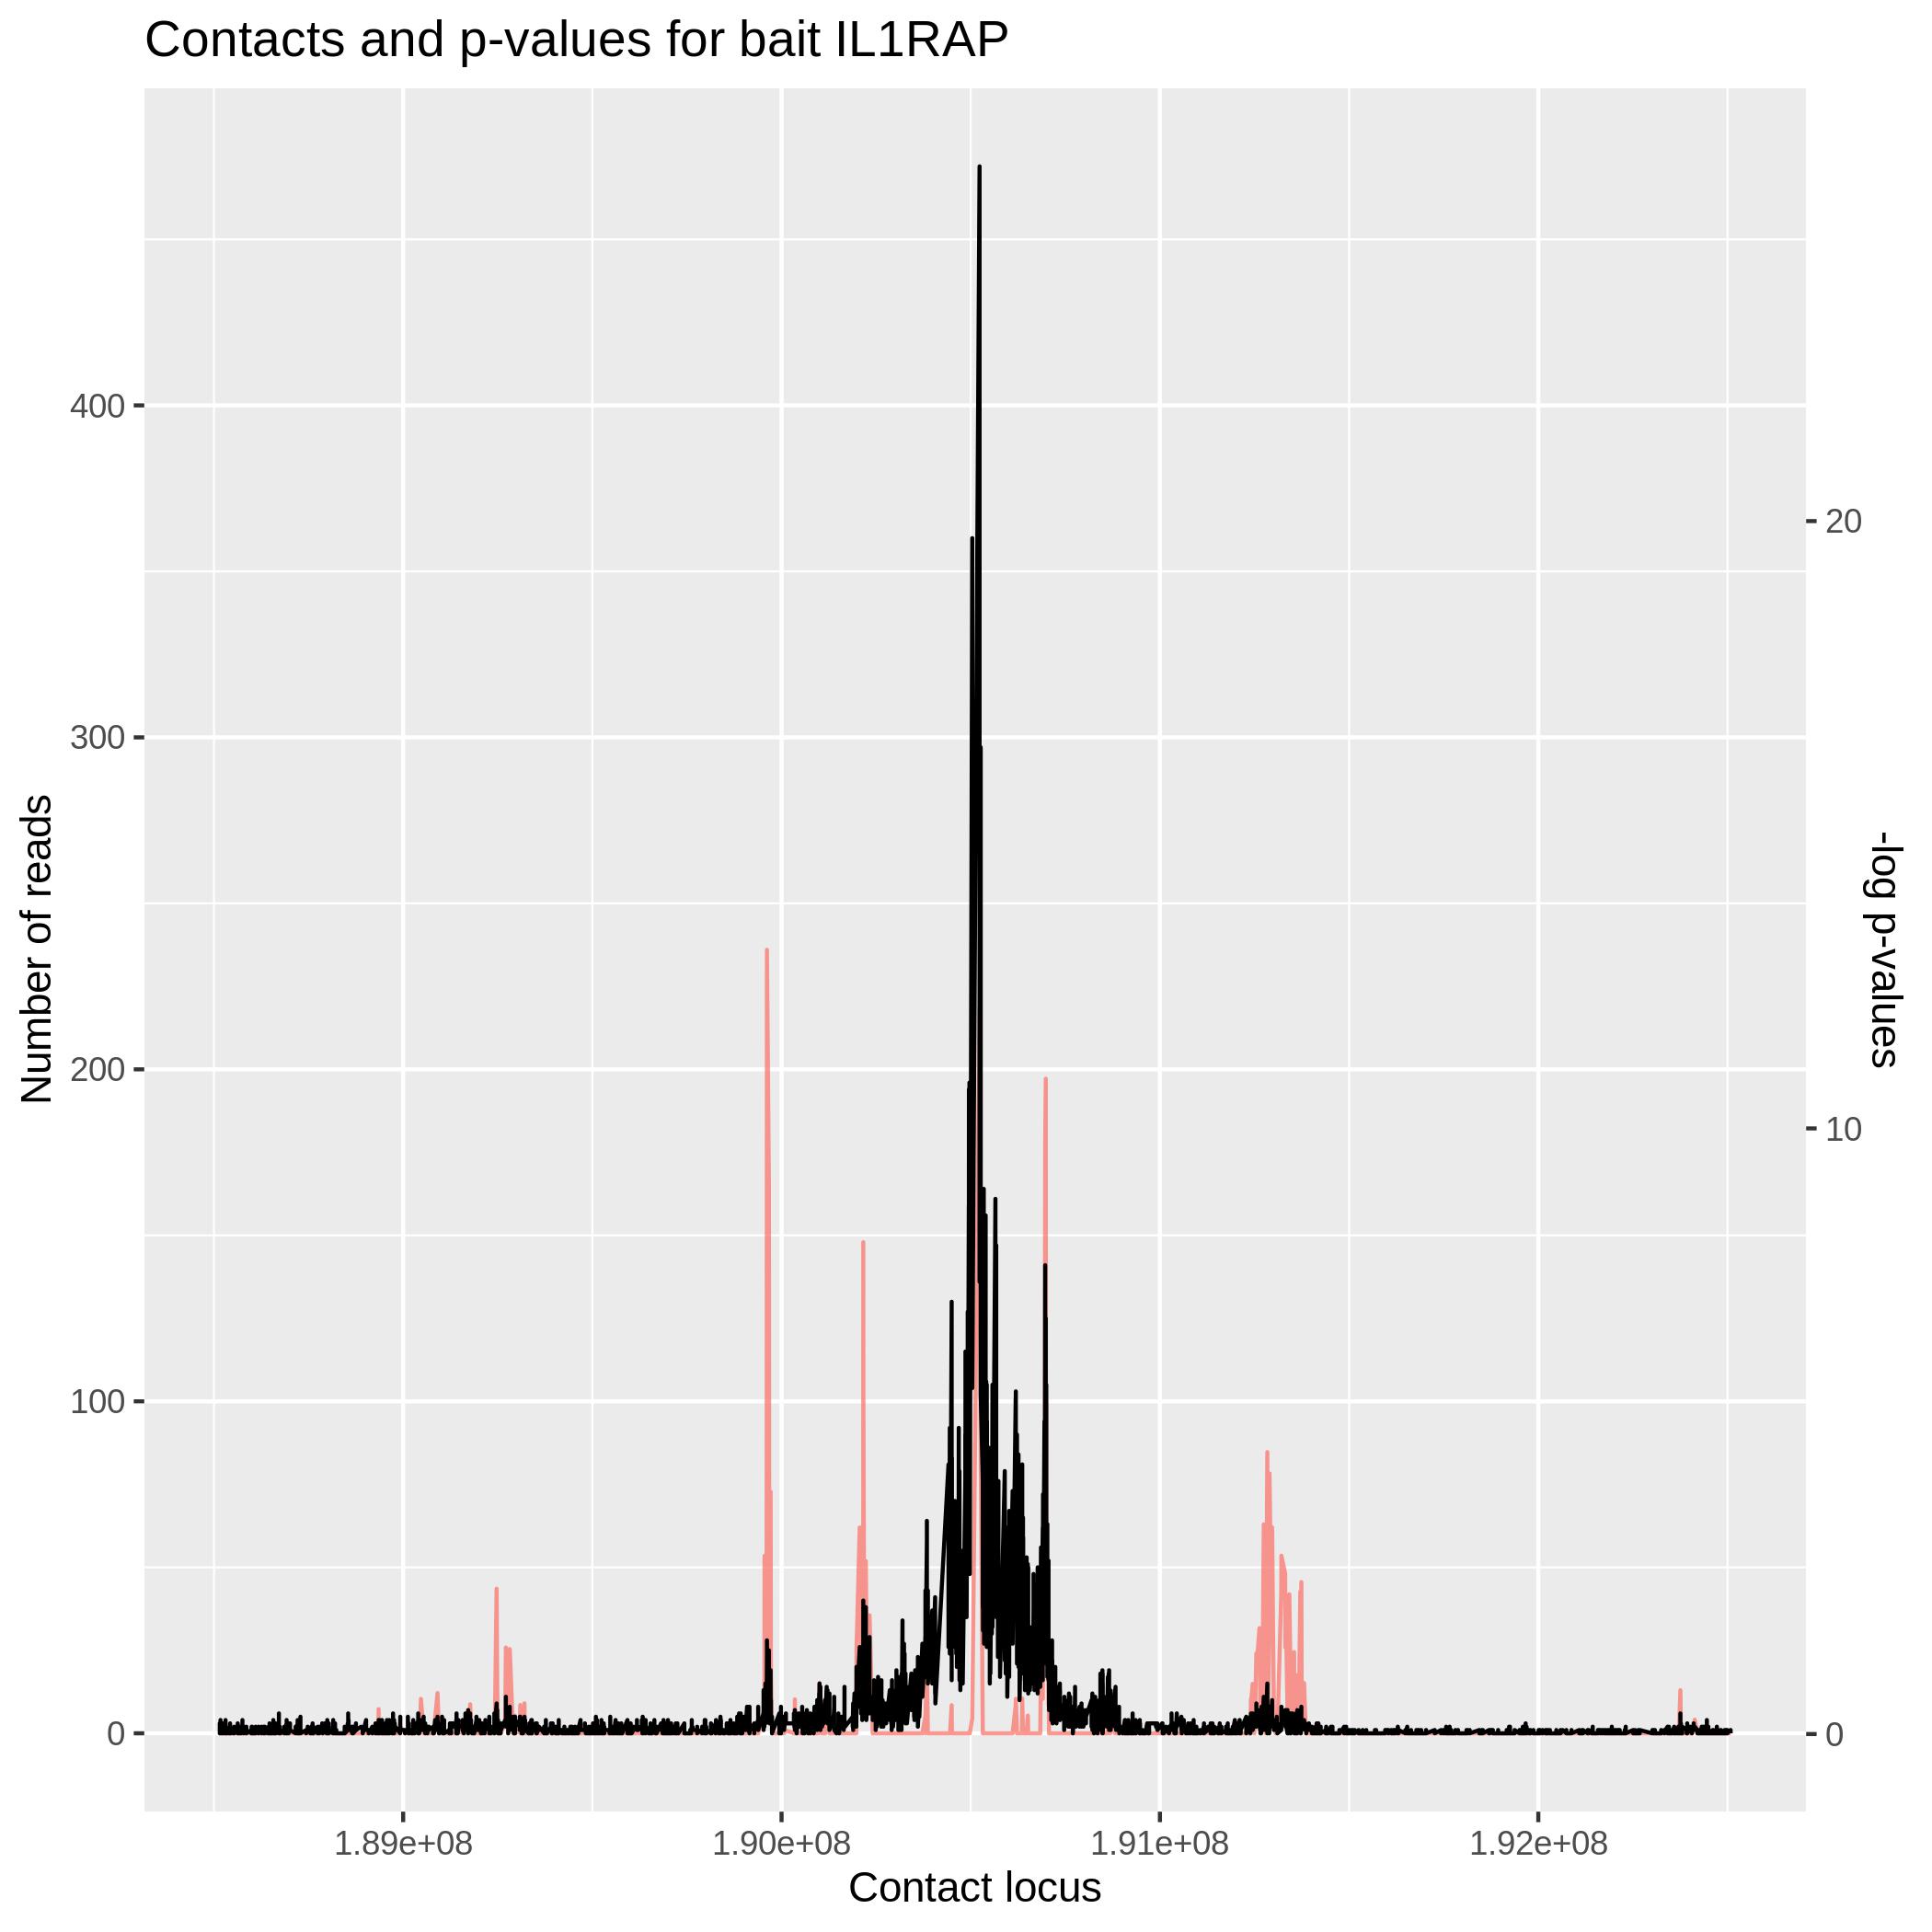 Contacts and p-values for bait IL1RAP
Number of reads
400
300
200
100
0
20
10
0
-log p-values
1.89e+08
1.90e+08
1.91e+08
1.92e+08
Contact locus